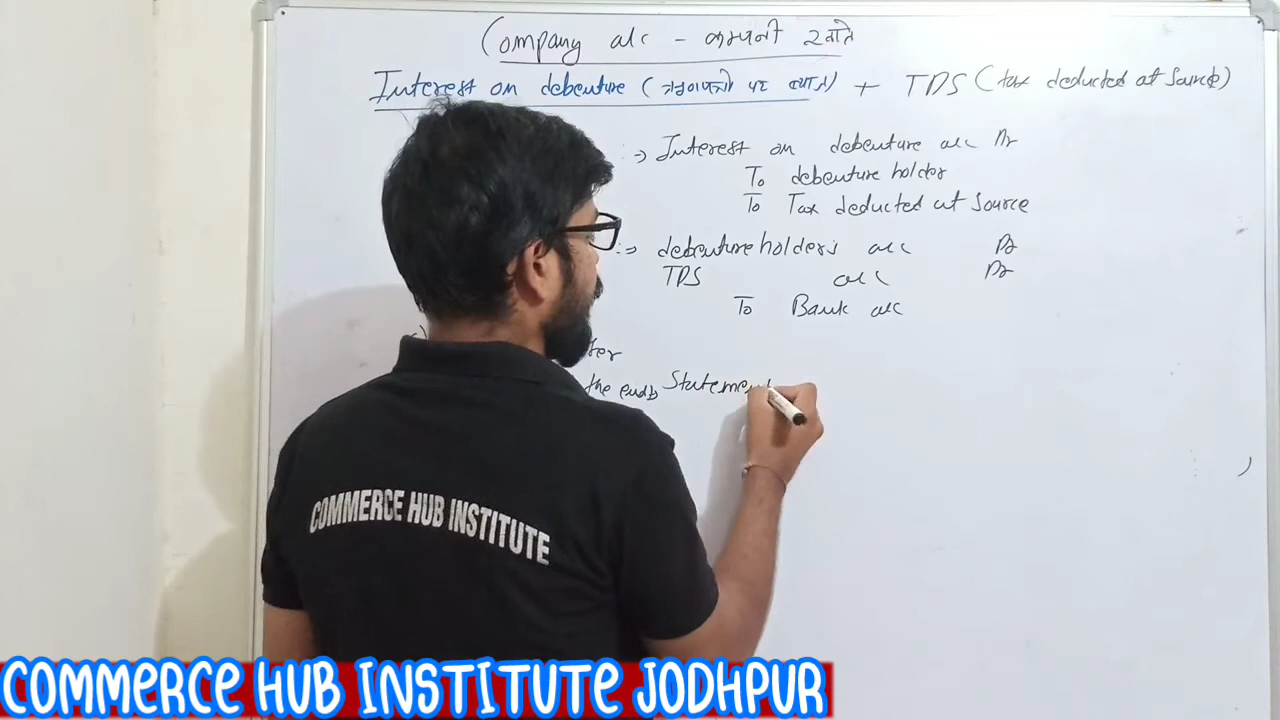 Company a/c - कम्पनी खाते
Interest on debenture (ऋणपत्रो पर ब्याज) + TDS (tax deducted at source)
:-> Interest on debenture a/c Dr
To debenture holder
To Tax deducted at source
:-> debentureholder's a/c Dr
TDS a/c Dr
To Bank a/c
the ends Statement
COMMERCE HUB INSTITUTE
COMMERCE HUB INSTITUTE JODHPUR